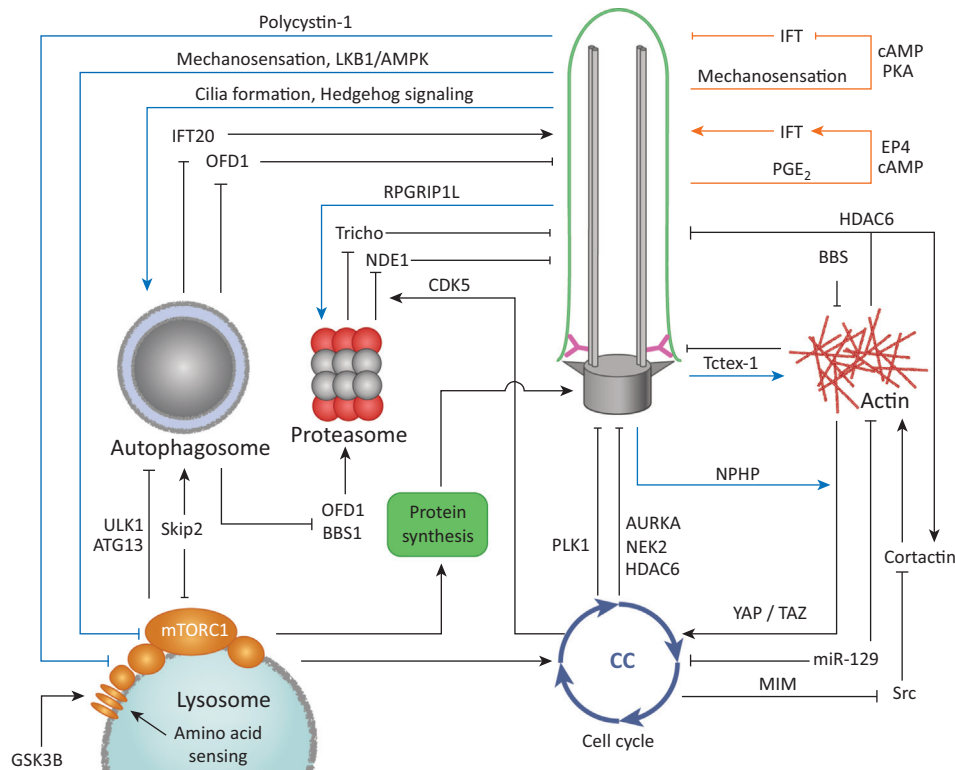 Polycystin-1
IFT
cAMP
PKA
Mechanosensation, LKB1/AMPK
Mechanosensation
Cilia formation, Hedgehog signaling
IFT20
IFT
OFD1
EP4
cAMP
PGE2
RPGRIP1L
HDAC6
Tricho
NDE1
BBS
CDK5
Tctex-1
Actin
Proteasome
Autophagosome
NPHP
OFD1
BBS1
Protein
synthesis
ULK1
ATG13
Skip2
PLK1
AURKA
NEK2
HDAC6
Cortactin
YAP / TAZ
mTORC1
CC
miR-129
MIM
Src
Lysosome
Amino acid
sensing
GSK3B
Cell cycle